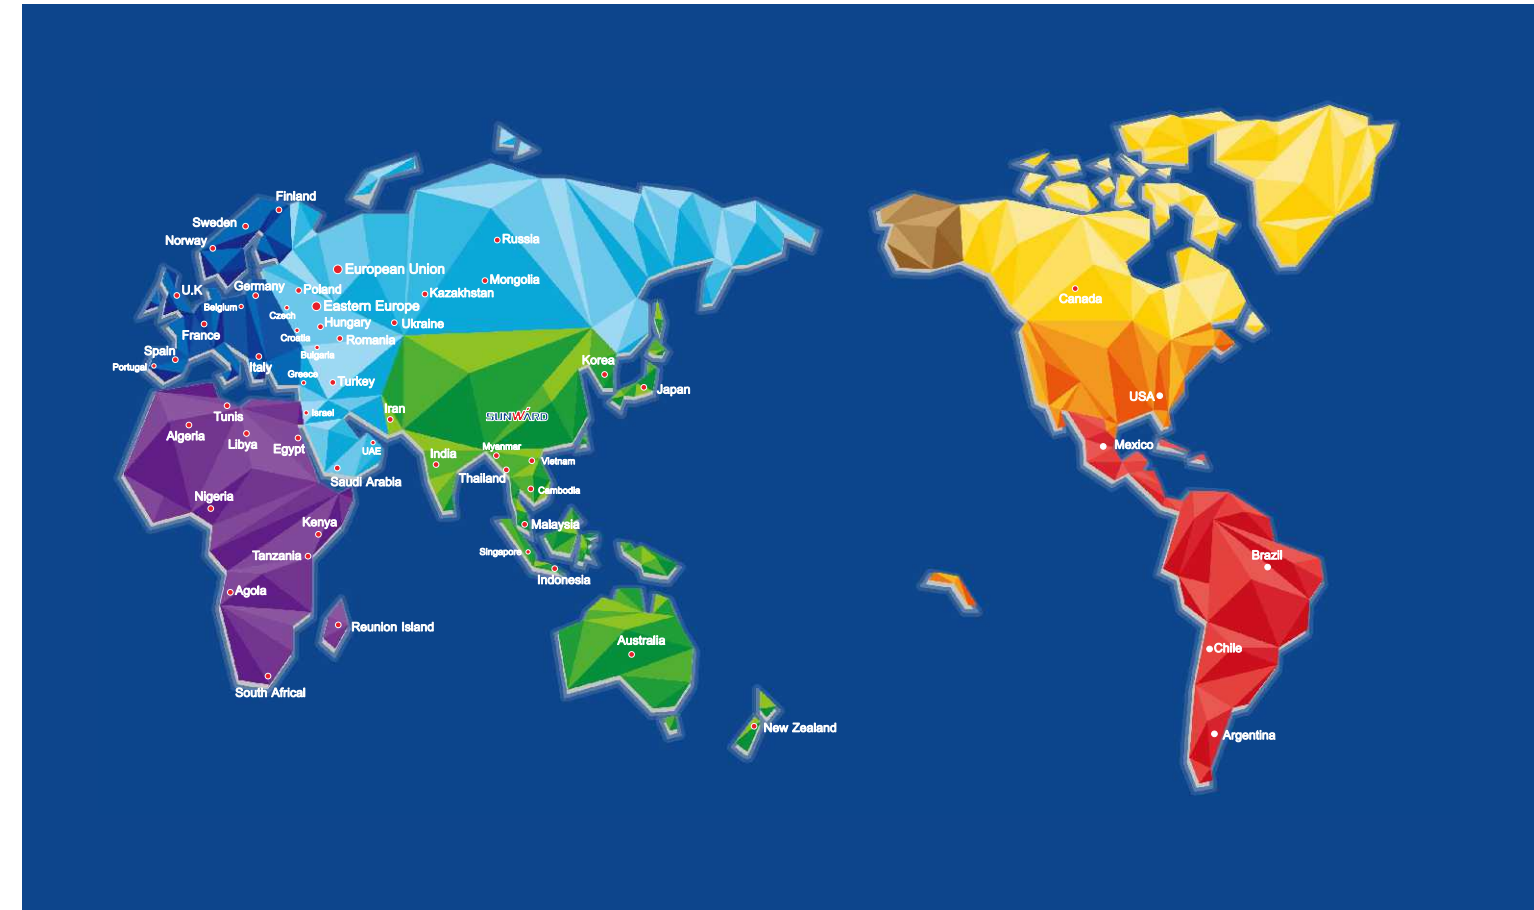 Finland
Sweden
Norway
Russia
European Union
Mongolia
U.K
Germany
Poland
Kazakhstan
Belgium
Czech
Eastern Europe
France
Croatia
Hungary
Ukraine
Romania
Spain
Bulgaria
Portugal
Italy
Greece
Turkey
Korea
Japan
Tunis
Israel
Iran
SUNWARD
Algeria
Libya
Egypt
UAE
India
Myanmar
Vietnam
Saudi Arabia
Thailand
Cambodia
Nigeria
Kenya
Malaysia
Tanzania
Singapore
Indonesia
Agola
Reunion Island
Australia
South Africal
New Zealand
Canada
USA
Mexico
Brazil
Chile
Argentina